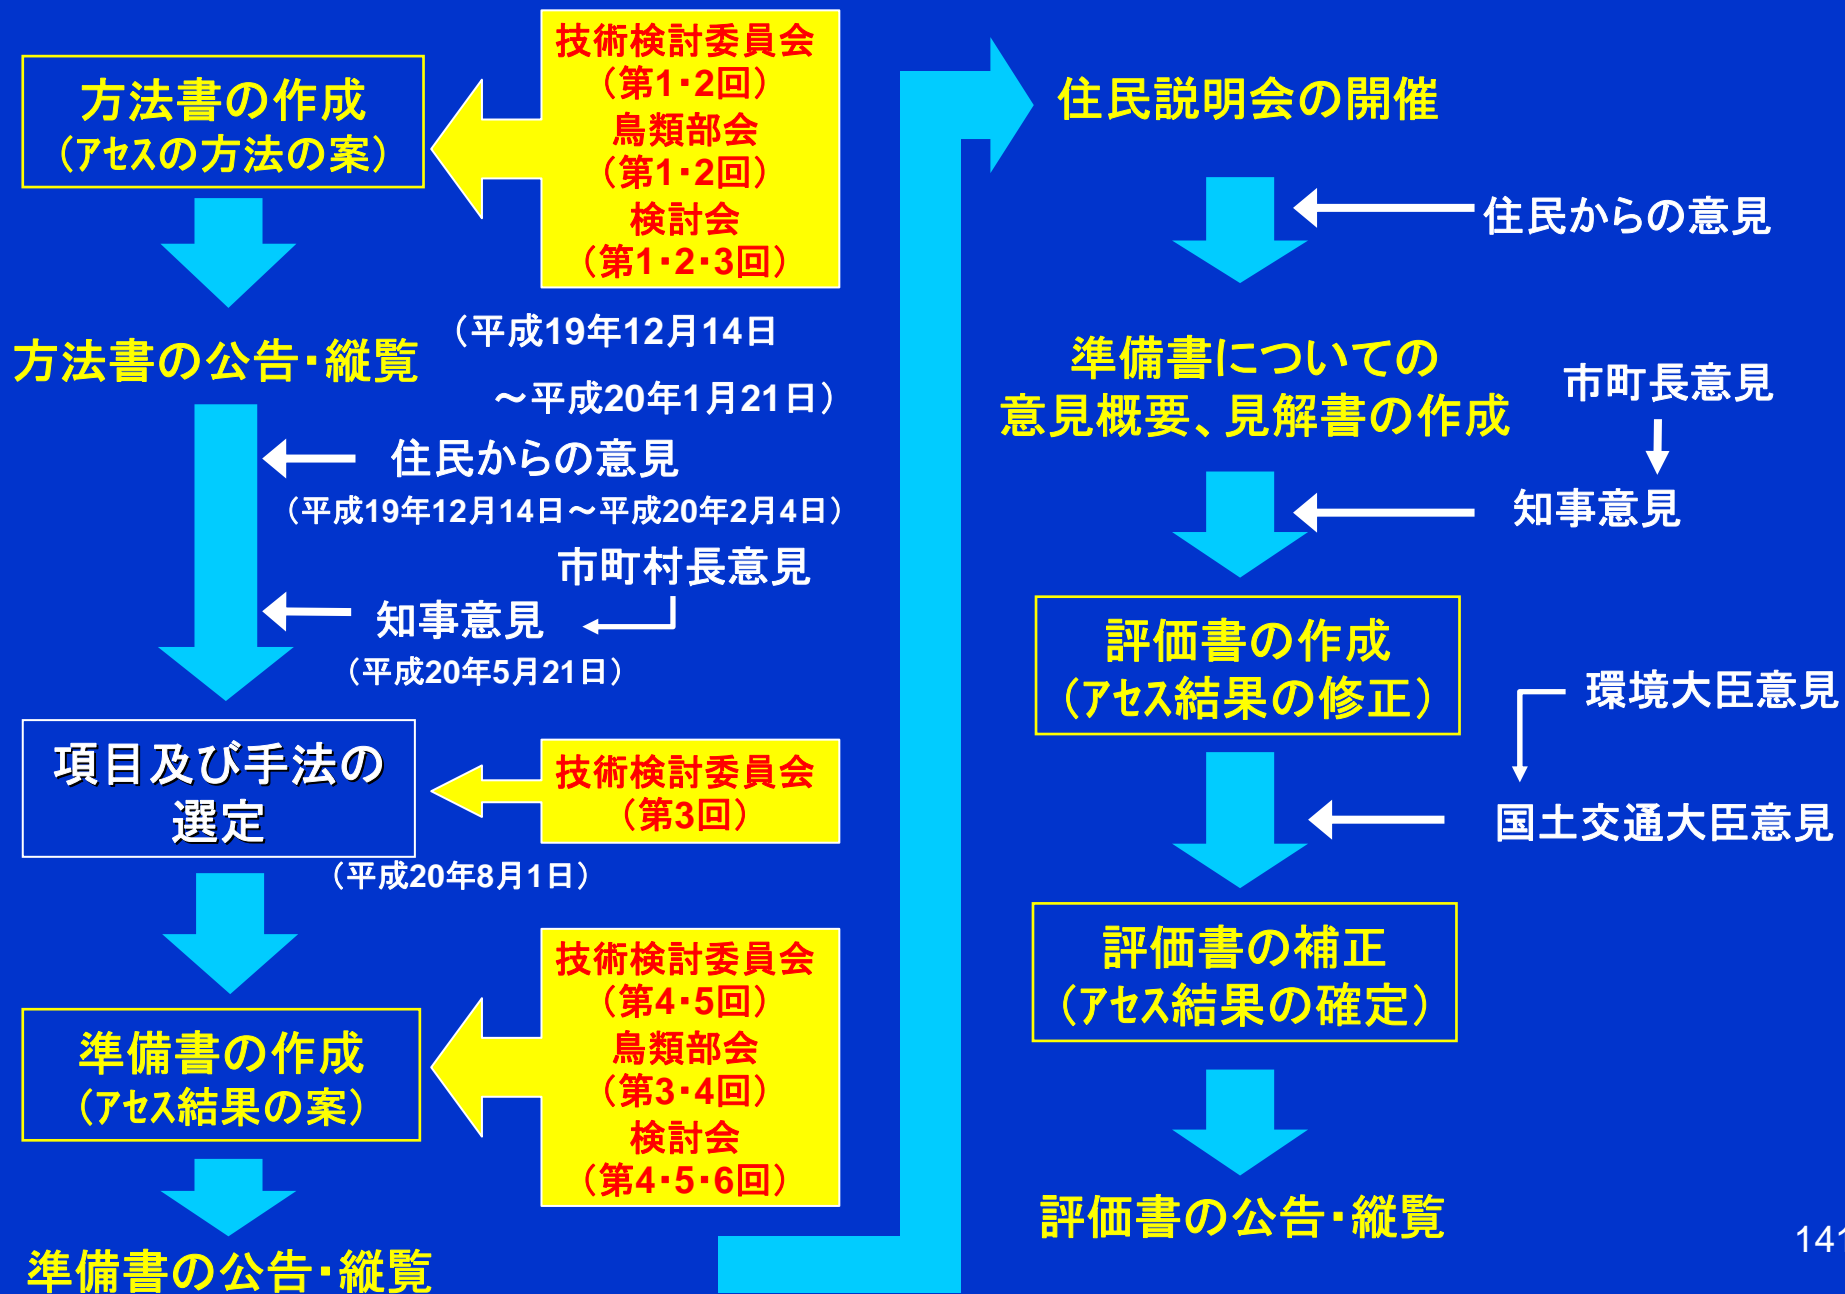 方法書の作成
（アセスの方法の案）
技術検討委員会
（第1・2回）
鳥類部会
（第1・2回）
検討会
（第1・2・3回）
方法書の公告・縦覧
（平成19年12月14日
～平成20年1月21日）
住民からの意見
（平成19年12月14日～平成20年2月4日）
市町村長意見
知事意見
（平成20年5月21日）
項目及び手法の
選定
技術検討委員会
（第3回）
（平成20年8月1日）
準備書の作成
（アセス結果の案）
技術検討委員会
（第4・5回）
鳥類部会
（第3・4回）
検討会
（第4・5・6回）
準備書の公告・縦覧
住民説明会の開催
住民からの意見
準備書についての
意見概要、見解書の作成
市町長意見
知事意見
評価書の作成
（アセス結果の修正）
環境大臣意見
国土交通大臣意見
評価書の補正
（アセス結果の確定）
評価書の公告・縦覧
141